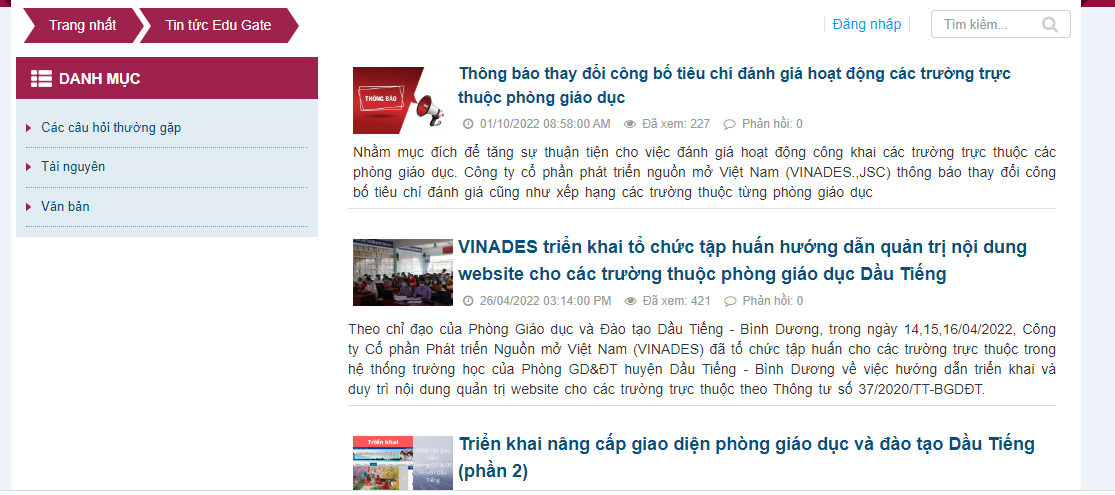 Trang nhất
Tin tức Edu Gate
Đăng nhập
Tìm kiếm...
DANH MỤC
Các câu hỏi thường gặp
Tài nguyên
Văn bản
THÔNG BÁO
Thông báo thay đổi công bố tiêu chí đánh giá hoạt động các trường trực
thuộc phòng giáo dục
01/10/2022 08:58:00 AM Đã xem: 227 Phản hồi: 0
Nhằm mục đích để tăng sự thuận tiện cho việc đánh giá hoạt động công khai các trường trực thuộc các
phòng giáo dục. Công ty cổ phần phát triển nguồn mở Việt Nam (VINADES.,JSC) thông báo thay đổi công
bố tiêu chí đánh giá cũng như xếp hạng các trường thuộc từng phòng giáo dục
VINADES triển khai tổ chức tập huấn hướng dẫn quản trị nội dung
website cho các trường thuộc phòng giáo dục Dầu Tiếng
26/04/2022 03:14:00 PM Đã xem: 421 Phản hồi: 0
Theo chỉ đạo của Phòng Giáo dục và Đào tạo Dầu Tiếng - Bình Dương, trong ngày 14,15,16/04/2022, Công
ty Cổ phần Phát triển Nguồn mở Việt Nam (VINADES) đã tổ chức tập huấn cho các trường trực thuộc trong
hệ thống trường học của Phòng GD&ĐT huyện Dầu Tiếng - Bình Dương về việc hướng dẫn triển khai và
duy trì nội dung quản trị website cho các trường trực thuộc theo Thông tư số 37/2020/TT-BGDĐT.
Triển khai
Triển khai nâng cấp giao diện phòng giáo dục và đào tạo Dầu Tiếng
(phần 2)